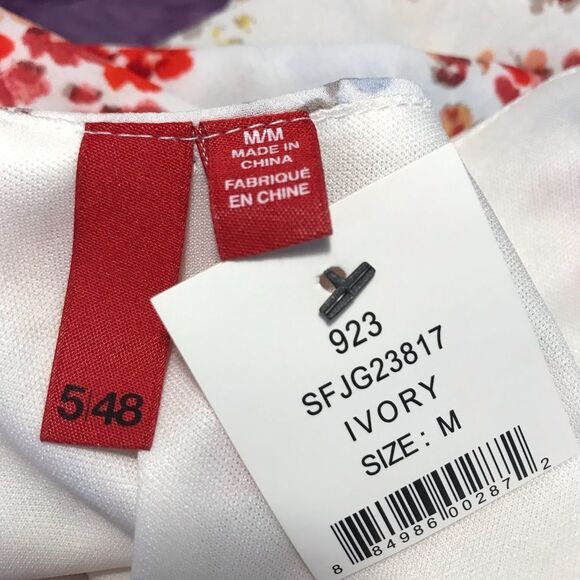 5|48
M/M
MADE IN
CHINA
FABRIQUÉ
EN CHINE
923
SFJG23817
IVORY
SIZE: M
8 84986 00287 2